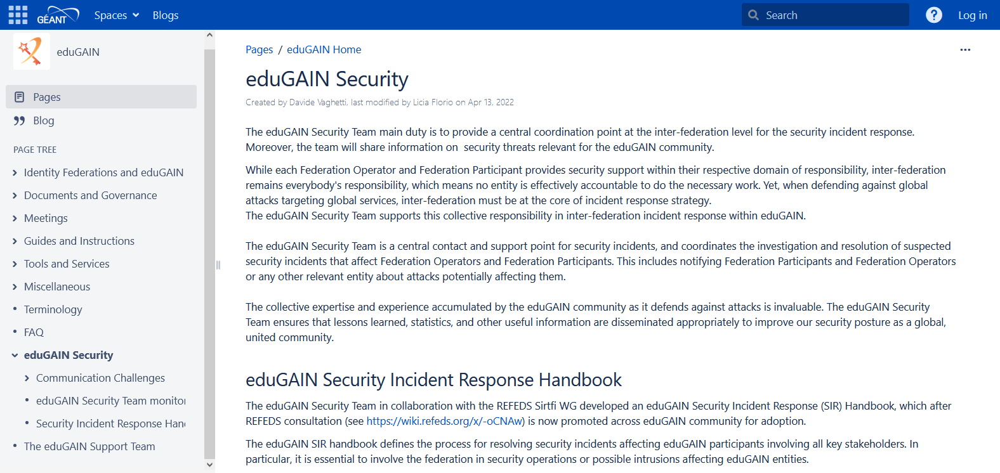 GÉANT
Spaces
Blogs
Search
?
Log in
eduGAIN
Pages
Blog
PAGE TREE
Identity Federations and eduGAIN
Documents and Governance
Meetings
Guides and Instructions
Tools and Services
Miscellaneous
Terminology
FAQ
eduGAIN Security
Communication Challenges
eduGAIN Security Team monitor
Security Incident Response Han
The eduGAIN Support Team
Pages / eduGAIN Home
eduGAIN Security
Created by Davide Vaghetti, last modified by Licia Florio on Apr 13, 2022
The eduGAIN Security Team main duty is to provide a central coordination point at the inter-federation level for the security incident response.
Moreover, the team will share information on  security threats relevant for the eduGAIN community.
While each Federation Operator and Federation Participant provides security support within their respective domain of responsibility, inter-federation
remains everybody's responsibility, which means no entity is effectively accountable to do the necessary work. Yet, when defending against global
attacks targeting global services, inter-federation must be at the core of incident response strategy.
The eduGAIN Security Team supports this collective responsibility in inter-federation incident response within eduGAIN.
The eduGAIN Security Team is a central contact and support point for security incidents, and coordinates the investigation and resolution of suspected
security incidents that affect Federation Operators and Federation Participants. This includes notifying Federation Participants and Federation Operators
or any other relevant entity about attacks potentially affecting them.
The collective expertise and experience accumulated by the eduGAIN community as it defends against attacks is invaluable. The eduGAIN Security
Team ensures that lessons learned, statistics, and other useful information are disseminated appropriately to improve our security posture as a global,
united community.
eduGAIN Security Incident Response Handbook
The eduGAIN Security Team in collaboration with the REFEDS Sirtfi WG developed an eduGAIN Security Incident Response (SIR) Handbook, which after
REFEDS consultation (see https://wiki.refeds.org/x/-oCNAw) is now promoted across eduGAIN community for adoption.
The eduGAIN SIR handbook defines the process for resolving security incidents affecting eduGAIN participants involving all key stakeholders. In
particular, it is essential to involve the federation in security operations or possible intrusions affecting eduGAIN entities.